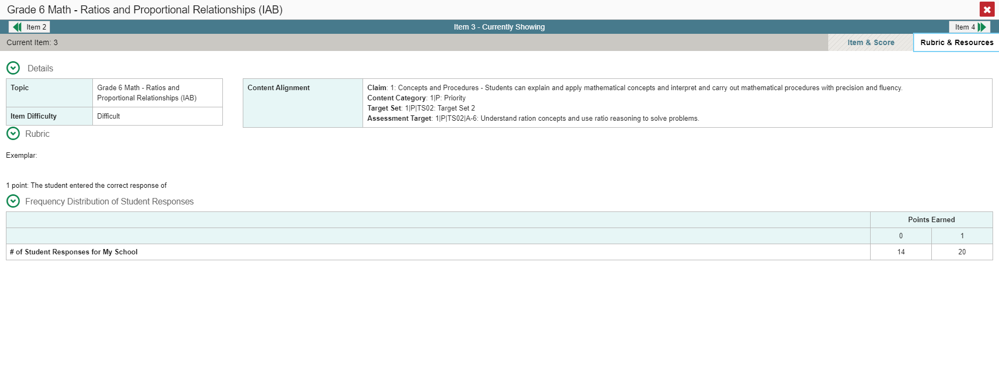 Grade 6 Math - Ratios and Proportional Relationships (IAB)
Item 2
Item 3 - Currently Showing
Item 4
Current Item: 3
Item & Score
Rubric & Resources
Details
Topic
Grade 6 Math - Ratios and
Proportional Relationships (IAB)
Item Difficulty
Difficult
Content Alignment
Claim: 1: Concepts and Procedures - Students can explain and apply mathematical concepts and interpret and carry out mathematical procedures with precision and fluency.
Content Category: 1|P: Priority
Target Set: 1|P|TS02: Target Set 2
Assessment Target: 1|P|TS02|A-6: Understand ration concepts and use ratio reasoning to solve problems.
Rubric
Exemplar:
1 point: The student entered the correct response of
Frequency Distribution of Student Responses
Points Earned
0 1
# of Student Responses for My School 14 20